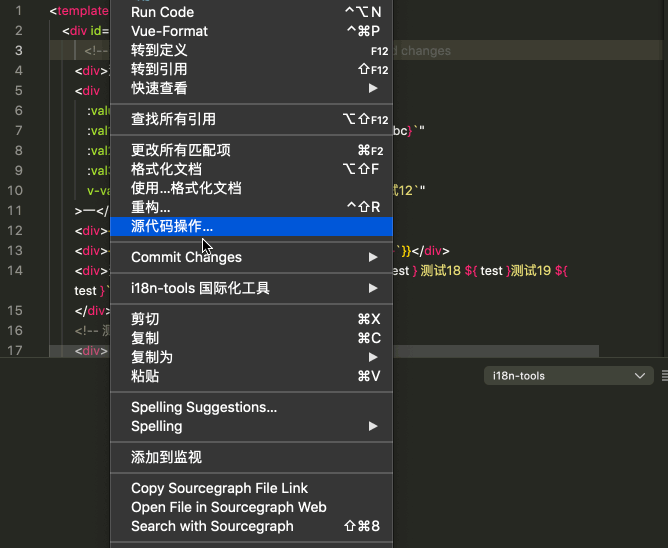 1 <template
Run Code ^⌥N
2 <div id=
Vue-Format ^⌘P
3 <!-- d changes
转到定义 F12
4 <div>
转到引用 ⇧F12
5 <div
快速查看
6 :val
7 :val
查找所有引用 ⌥⇧F12
bc}`"
8 :val
更改所有匹配项 ⌘F2
9 :val
格式化文档 ⌥⇧F
10 v-va
使用...格式化文档
试12`"
11 >一</
重构... ^⇧R
12 <div>
源代码操作...
13 <div>
`}}</div>
Commit Changes
14 <div>
est } 测试18 ${ test }测试19 ${
test }`
i18n-tools 国际化工具
15 </div>
剪切 ⌘X
16 <!-- 测
复制 ⌘C
17 <div>
复制为
粘贴 ⌘V
i18n-tools
Spelling Suggestions...
Spelling
添加到监视
Copy Sourcegraph File Link
Open File in Sourcegraph Web
Search with Sourcegraph ⇧⌘8